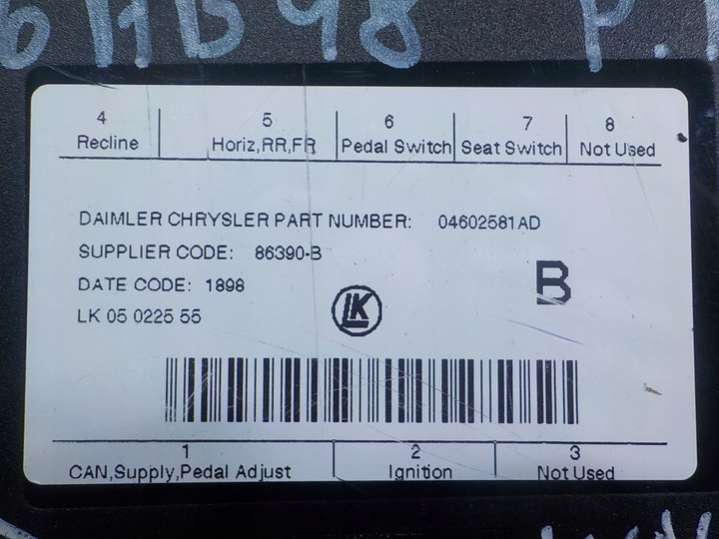 4 5 6 7 8
Recline Horiz,RR,FR Pedal Switch Seat Switch Not Used
DAIMLER CHRYSLER PART NUMBER: 04602581AD
SUPPLIER CODE: 86390-B
B
DATE CODE: 1898
LK
LK 05 0225 55
1 2 3
CAN,Supply,Pedal Adjust Ignition Not Used